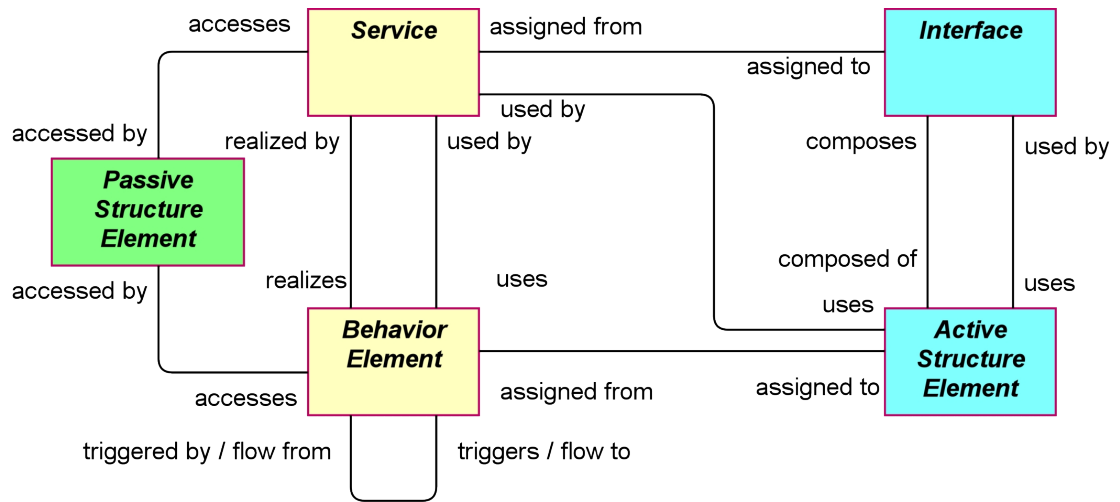 accesses
Service
assigned from
Interface
assigned to
used by
accessed by
realized by
used by
composes
used by
Passive
Structure
Element
composed of
accessed by
realizes
uses
uses
uses
Behavior
Element
Active
Structure
Element
accesses
assigned from
assigned to
triggered by / flow from
triggers / flow to